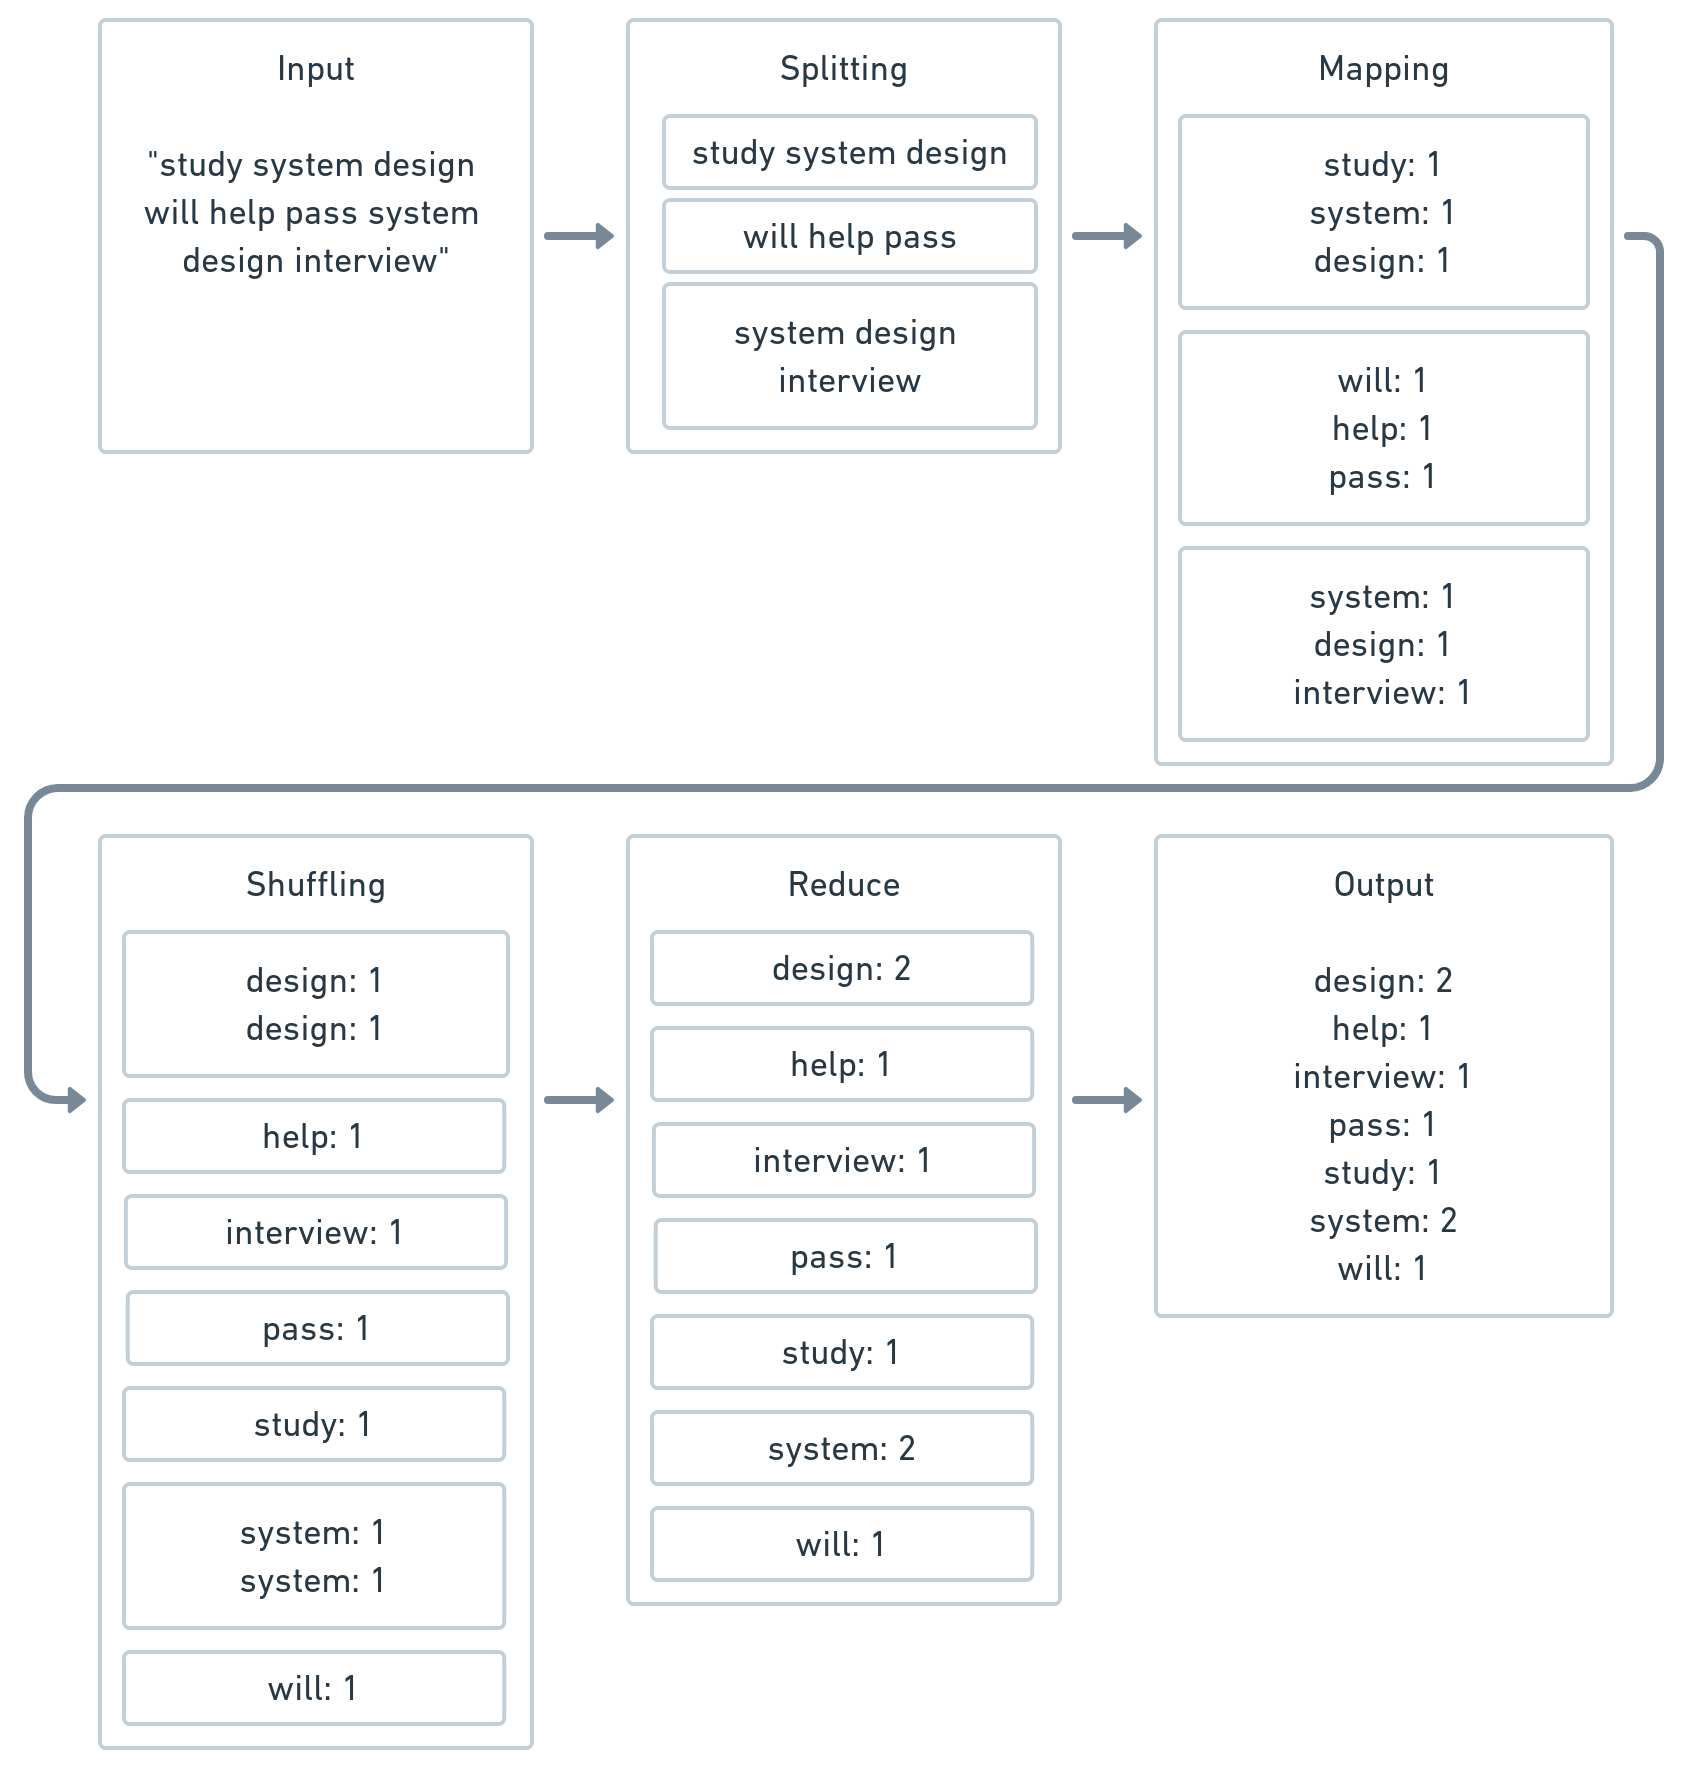 Input
"study system design
will help pass system
design interview"
Splitting
study system design
will help pass
system design
interview
Mapping
study: 1
system: 1
design: 1
will: 1
help: 1
pass: 1
system: 1
design: 1
interview: 1
Shuffling
design: 1
design: 1
help: 1
interview: 1
pass: 1
study: 1
system: 1
system: 1
will: 1
Reduce
design: 2
help: 1
interview: 1
pass: 1
study: 1
system: 2
will: 1
Output
design: 2
help: 1
interview: 1
pass: 1
study: 1
system: 2
will: 1